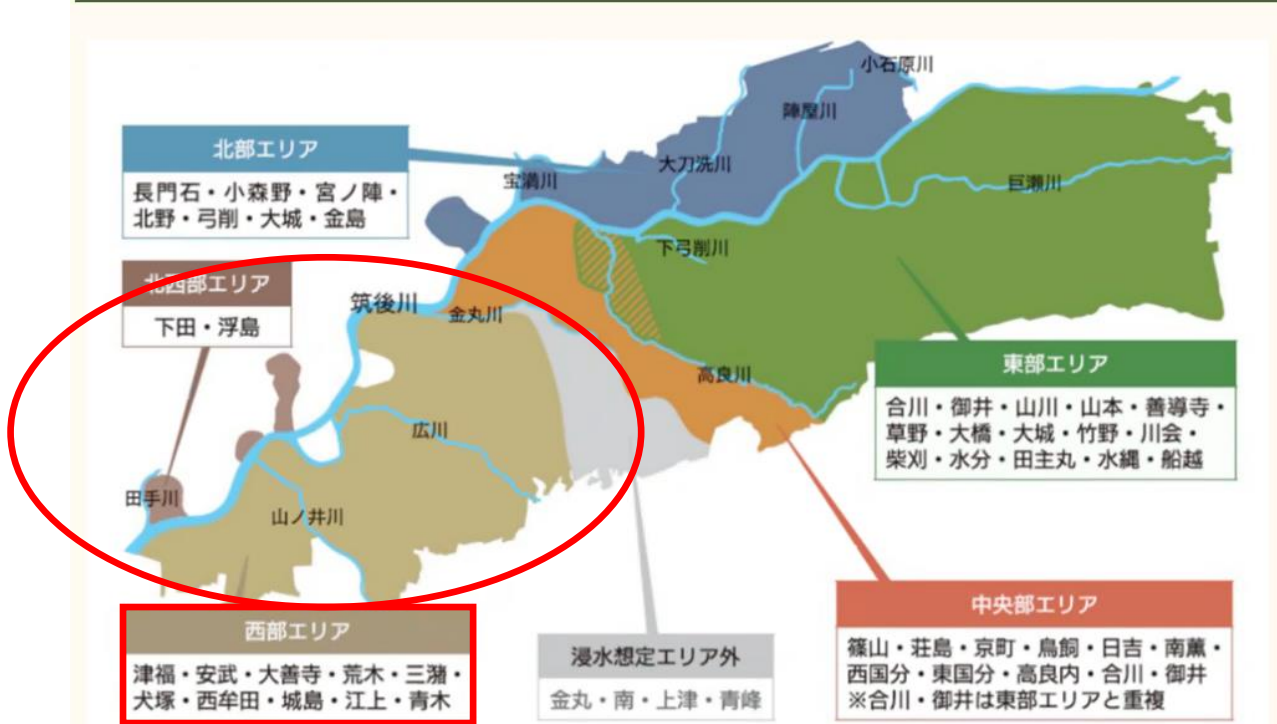 小石原川
陣屋川
北部エリア
長門石・小森野・宮ノ陣・
北野・弓削・大城・金島
大刀洗川
宝満川
巨瀬川
下弓削川
北西部エリア
下田・浮島
筑後川
金丸川
高良川
東部エリア
合川・御井・山川・山本・善導寺・
草野・大橋・大城・竹野・川会・
柴刈・水分・田主丸・水縄・船越
広川
田手川
山ノ井川
西部エリア
津福・安武・大善寺・荒木・三潴・
犬塚・西牟田・城島・江上・青木
浸水想定エリア外
金丸・南・上津・青峰
中央部エリア
篠山・荘島・京町・鳥飼・日吉・南薫・
西国分・東国分・高良内・合川・御井
※合川・御井は東部エリアと重複